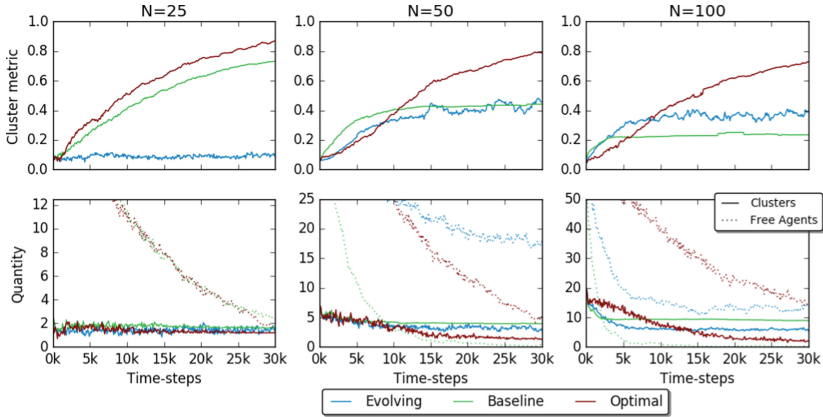 N=25 N=50 N=100
Cluster metric
1.0 1.0 1.0
0.8 0.8 0.8
0.6 0.6 0.6
0.4 0.4 0.4
0.2 0.2 0.2
0.0 0.0 0.0
Quantity
12 25 50
10 20 40
8 15 30
6 10 20
4 5 10
2 0 0
0
Clusters
Free Agents
0k 5k 10k 15k 20k 25k 30k 0k 5k 10k 15k 20k 25k 30k 0k 5k 10k 15k 20k 25k 30k
Time-steps Time-steps Time-steps
Evolving Baseline Optimal